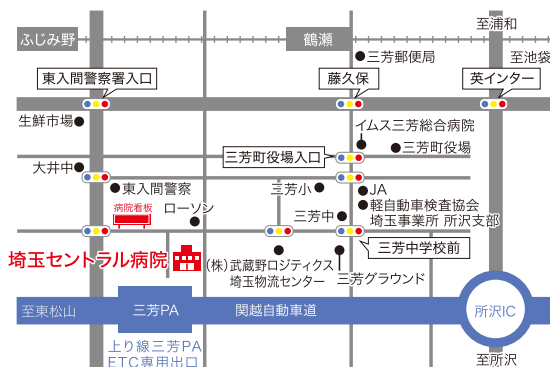 至浦和
ふじみ野
鶴瀬
三芳郵便局
至池袋
東入間警察署入口
藤久保
英インター
生鮮市場
イムス三芳総合病院
三芳町役場
三芳町役場入口
大井中
東入間警察
三芳小
JA
病院看板
ローソン
軽自動車検査協会
埼玉事業所 所沢支部
三芳中
三芳中学校前
埼玉セントラル病院
(株)武蔵野ロジティクス
埼玉物流センター
三芳グラウンド
至東松山
三芳PA
関越自動車道
所沢IC
上り線三芳PA
ETC専用出口
至所沢